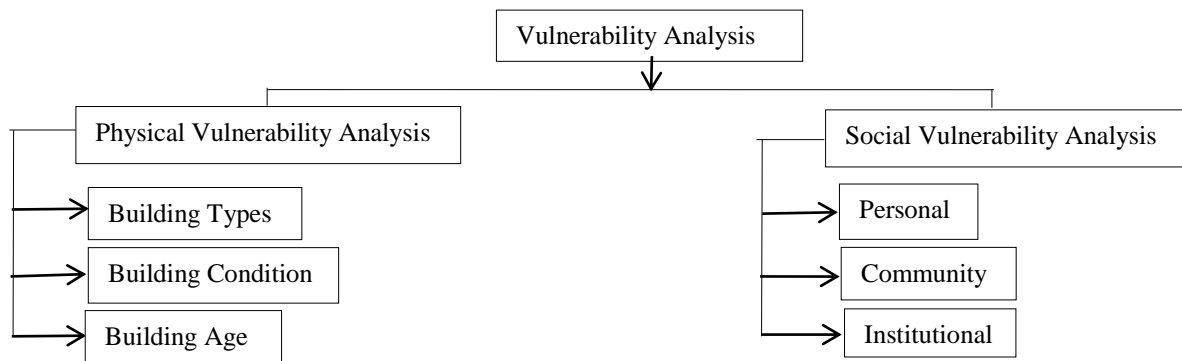 Vulnerability Analysis
Physical Vulnerability Analysis
Building Types
Building Condition
Building Age
Social Vulnerability Analysis
Personal
Community
Institutional